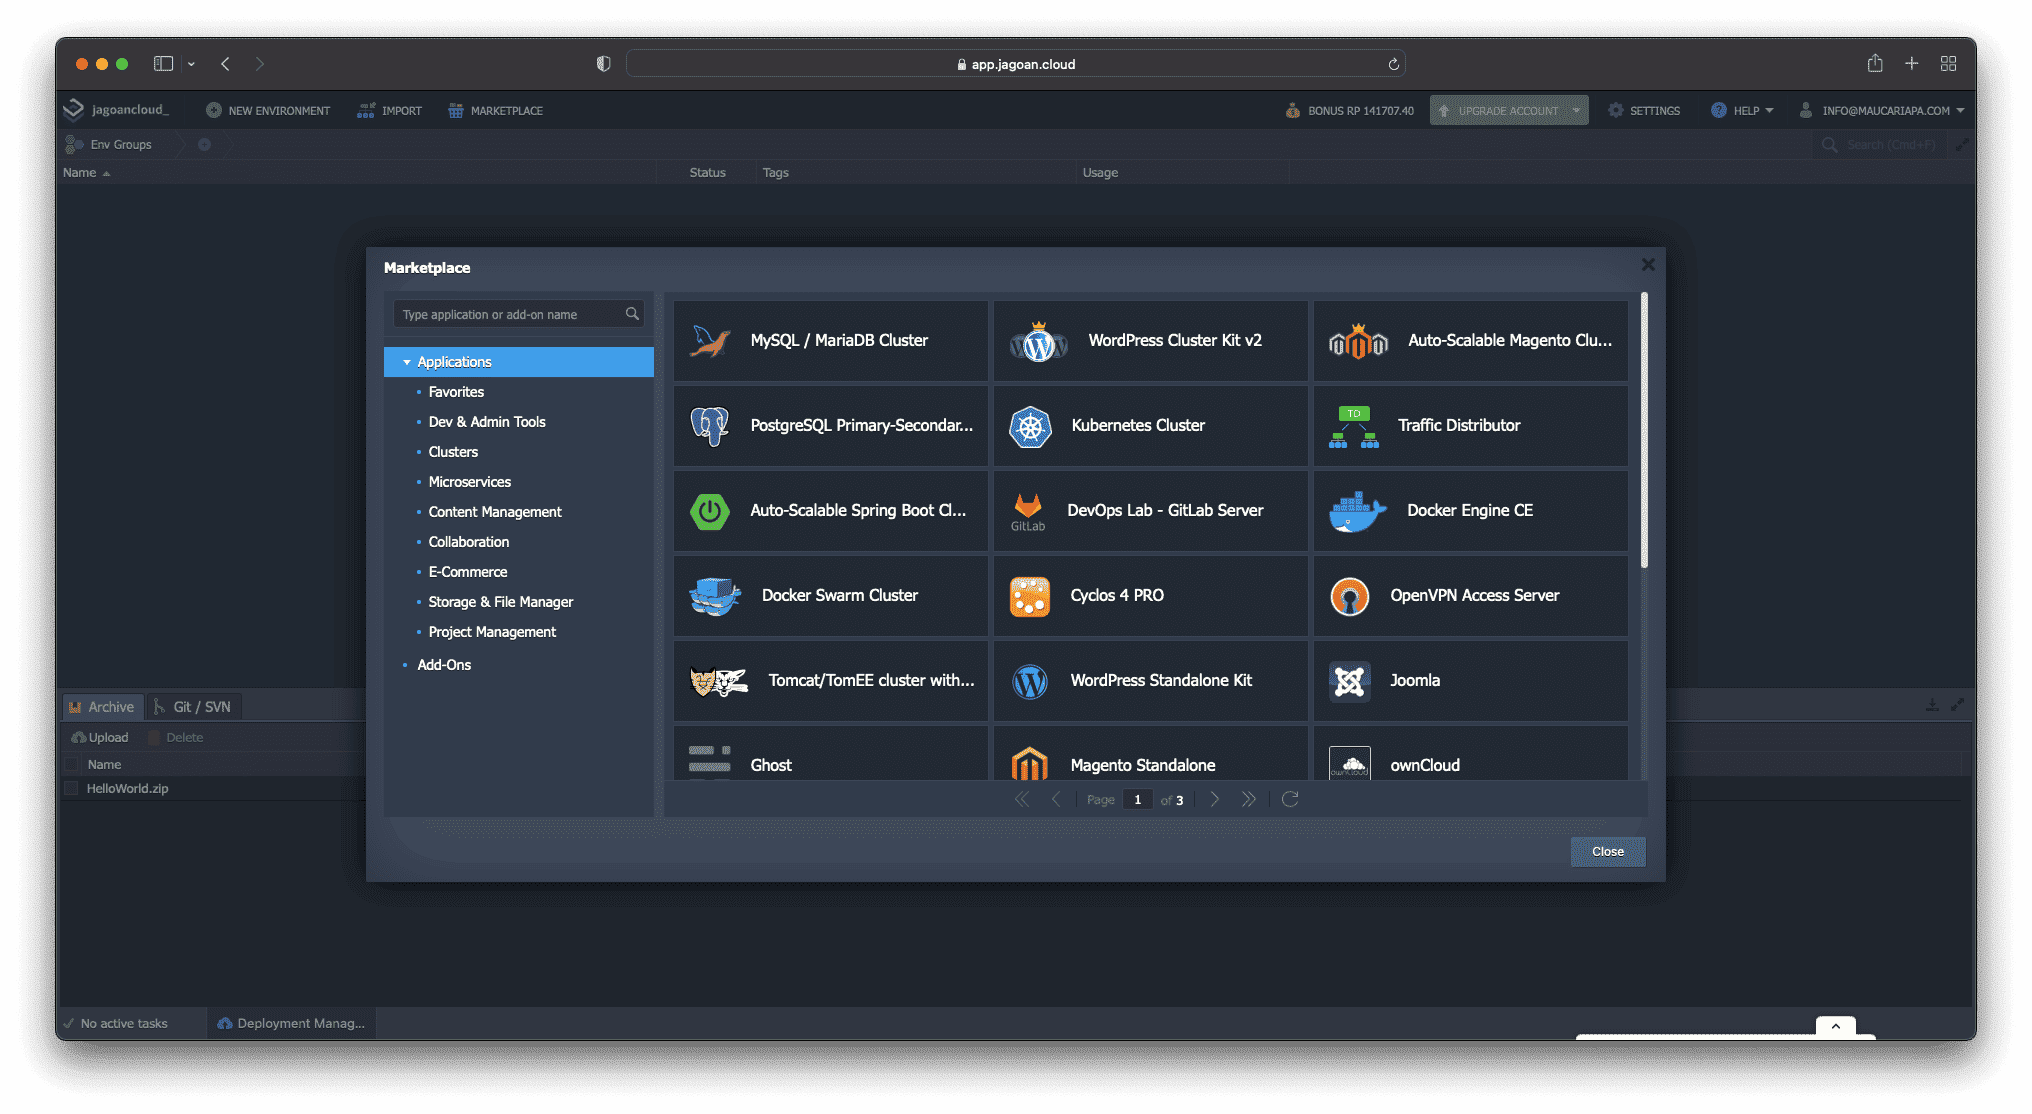 app.jagoan.cloud
jagoancloud_ NEW ENVIRONMENT IMPORT MARKETPLACE BONUS RP 141707.40 UPGRADE ACCOUNT SETTINGS HELP INFO@MAUCARIAPA.COM
Env Groups Search (Cmd+F)
Name Status Tags Usage
Marketplace
Type application or add-on name
Applications
Favorites
Dev & Admin Tools
Clusters
Microservices
Content Management
Collaboration
E-Commerce
Storage & File Manager
Project Management
Add-Ons
MySQL / MariaDB Cluster WordPress Cluster Kit v2 Auto-Scalable Magento Clu...
PostgreSQL Primary-Secondar... Kubernetes Cluster TD Traffic Distributor
Auto-Scalable Spring Boot Cl... GitLab DevOps Lab - GitLab Server Docker Engine CE
Docker Swarm Cluster Cyclos 4 PRO OpenVPN Access Server
Tomcat/TomEE cluster with... WordPress Standalone Kit Joomla
Ghost Magento Standalone ownCloud ownCloud
Page 1 of 3
Close
Archive Git / SVN
Upload Delete
Name
HelloWorld.zip
No active tasks Deployment Manag...